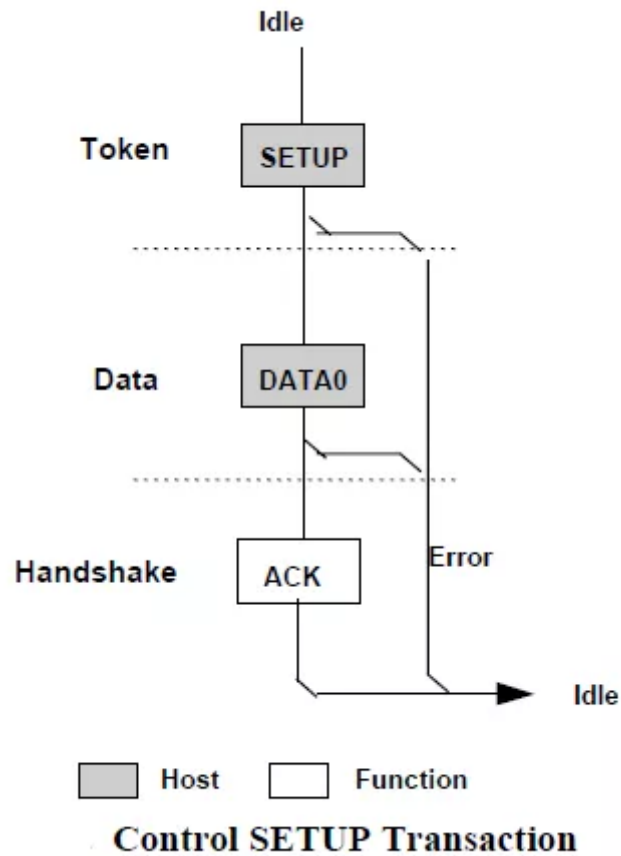 Idle
Token
SETUP
Data
DATA0
Handshake
ACK
Error
Idle
Host
Function
Control SETUP Transaction